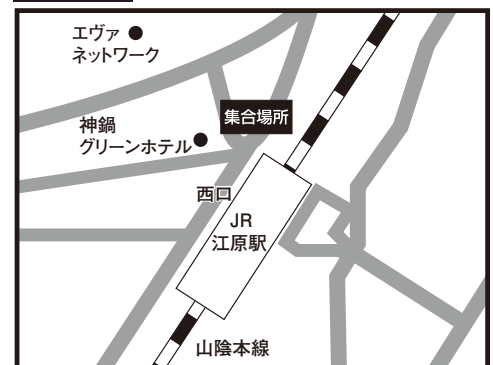 エヴァ
ネットワーク
集合場所
神鍋
グリーンホテル
西口
JR
江原駅
山陰本線